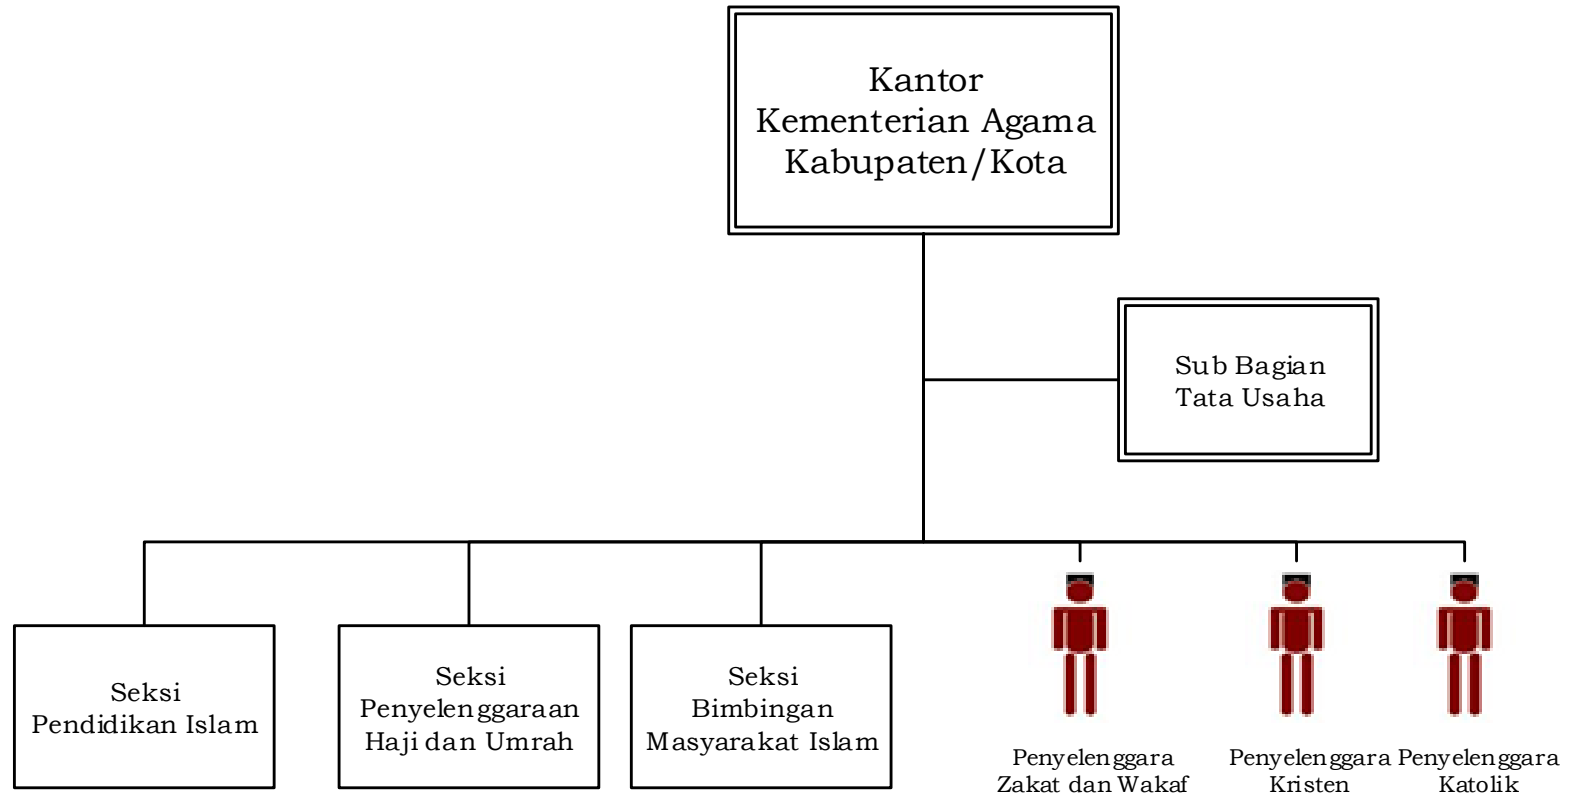 Kantor
Kementerian Agama
Kabupaten/Kota
Sub Bagian
Tata Usaha
Seksi
Pendidikan Islam
Seksi
Penyelenggaraan
Haji dan Umrah
Seksi
Bimbingan
Masyarakat Islam
Penyelenggara
Zakat dan Wakaf
Penyelenggara
Kristen
Penyelenggara
Katolik